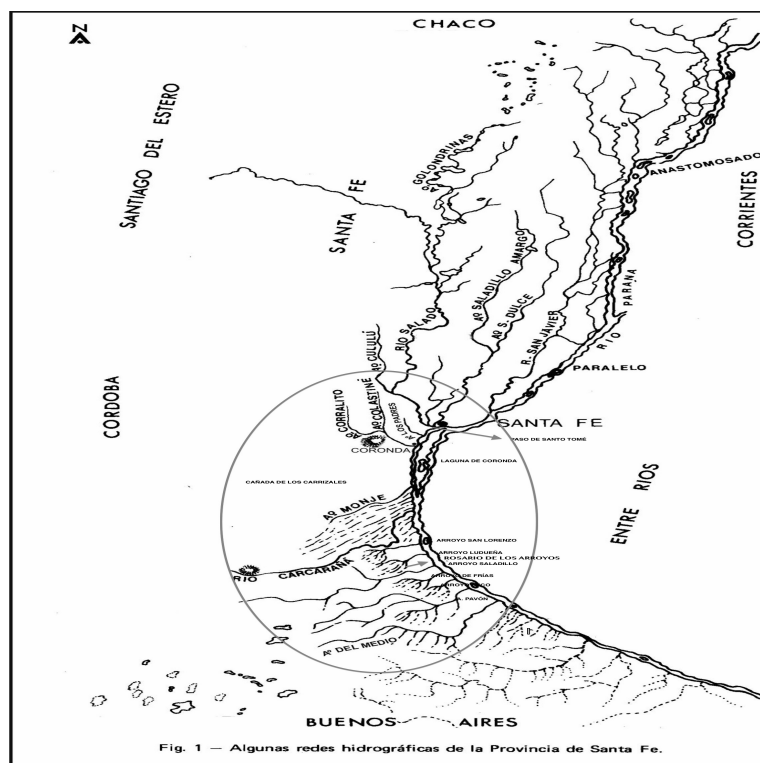 CHACO
N
SANTIAGO DEL ESTERO
SANTA FE
Aº GOLONDRINAS
ANASTOMOSADO
CORRIENTES
Aº SALADILLO AMARGO
Aº S. DULCE
RIO SALADO
R. SAN JAVIER
RIO PARANA
Aº CULULÚ
PARALELO
CORDOBA
Aº CORRALITO
Aº COLASTINÉ
A. LOS PADRES
SANTA FE
PASO DE SANTO TOMÉ
CORONDA
LAGUNA DE CORONDA
CAÑADA DE LOS CARRIZALES
Aº MONJE
ENTRE RIOS
ARROYO SAN LORENZO
ARROYO LUDUEÑA
ROSARIO DE LOS ARROYOS
ARROYO SALADILLO
RIO CARCARAÑÁ
ARROYO DE FRÍAS
A. PAVÓN
Aº DEL MEDIO
BUENOS AIRES
Fig. 1 — Algunas redes hidrográficas de la Provincia de Santa Fe.